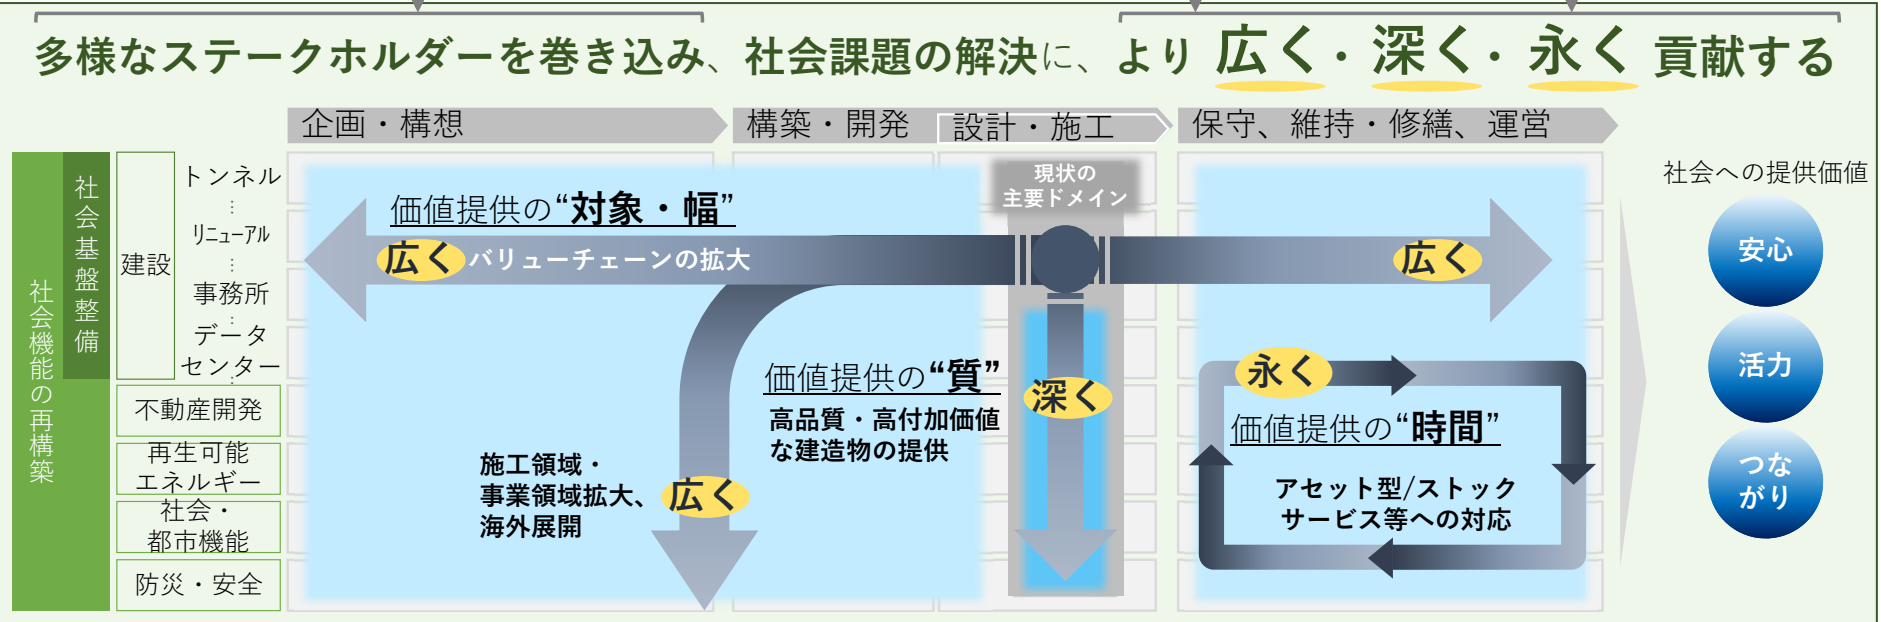 多様なステークホルダーを巻き込み、社会課題の解決に、より 広く・深く・永く 貢献する
企画・構想
構築・開発
設計・施工
保守、維持・修繕、運営
社会機能の再構築
社会基盤整備
建設
トンネル
⋮
リニューアル
⋮
事務所
⋮
データ
センター
⋮
不動産開発
再生可能
エネルギー
社会・
都市機能
防災・安全
価値提供の“対象・幅”
広く バリューチェーンの拡大
現状の
主要ドメイン
広く
価値提供の“質”
高品質・高付加価値
な建造物の提供
深く
施工領域・
事業領域拡大、
海外展開
広く
永く
価値提供の“時間”
アセット型/ストック
サービス等への対応
社会への提供価値
安心
活力
つな
がり